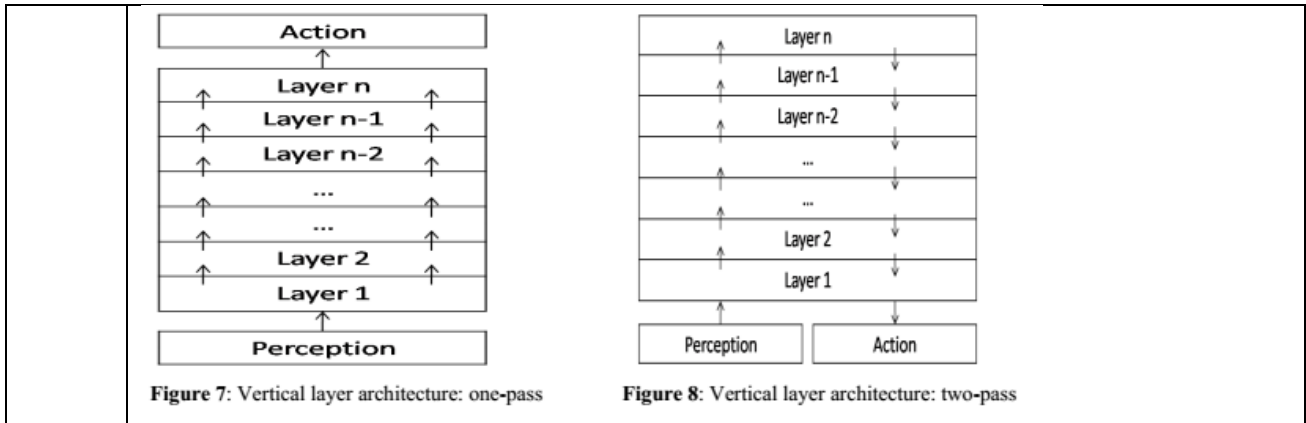 Action
Layer n
Layer n-1
Layer n-2
...
...
Layer 2
Layer 1
Perception
Figure 7: Vertical layer architecture: one-pass
Layer n
Layer n-1
Layer n-2
...
...
Layer 2
Layer 1
Perception
Action
Figure 8: Vertical layer architecture: two-pass